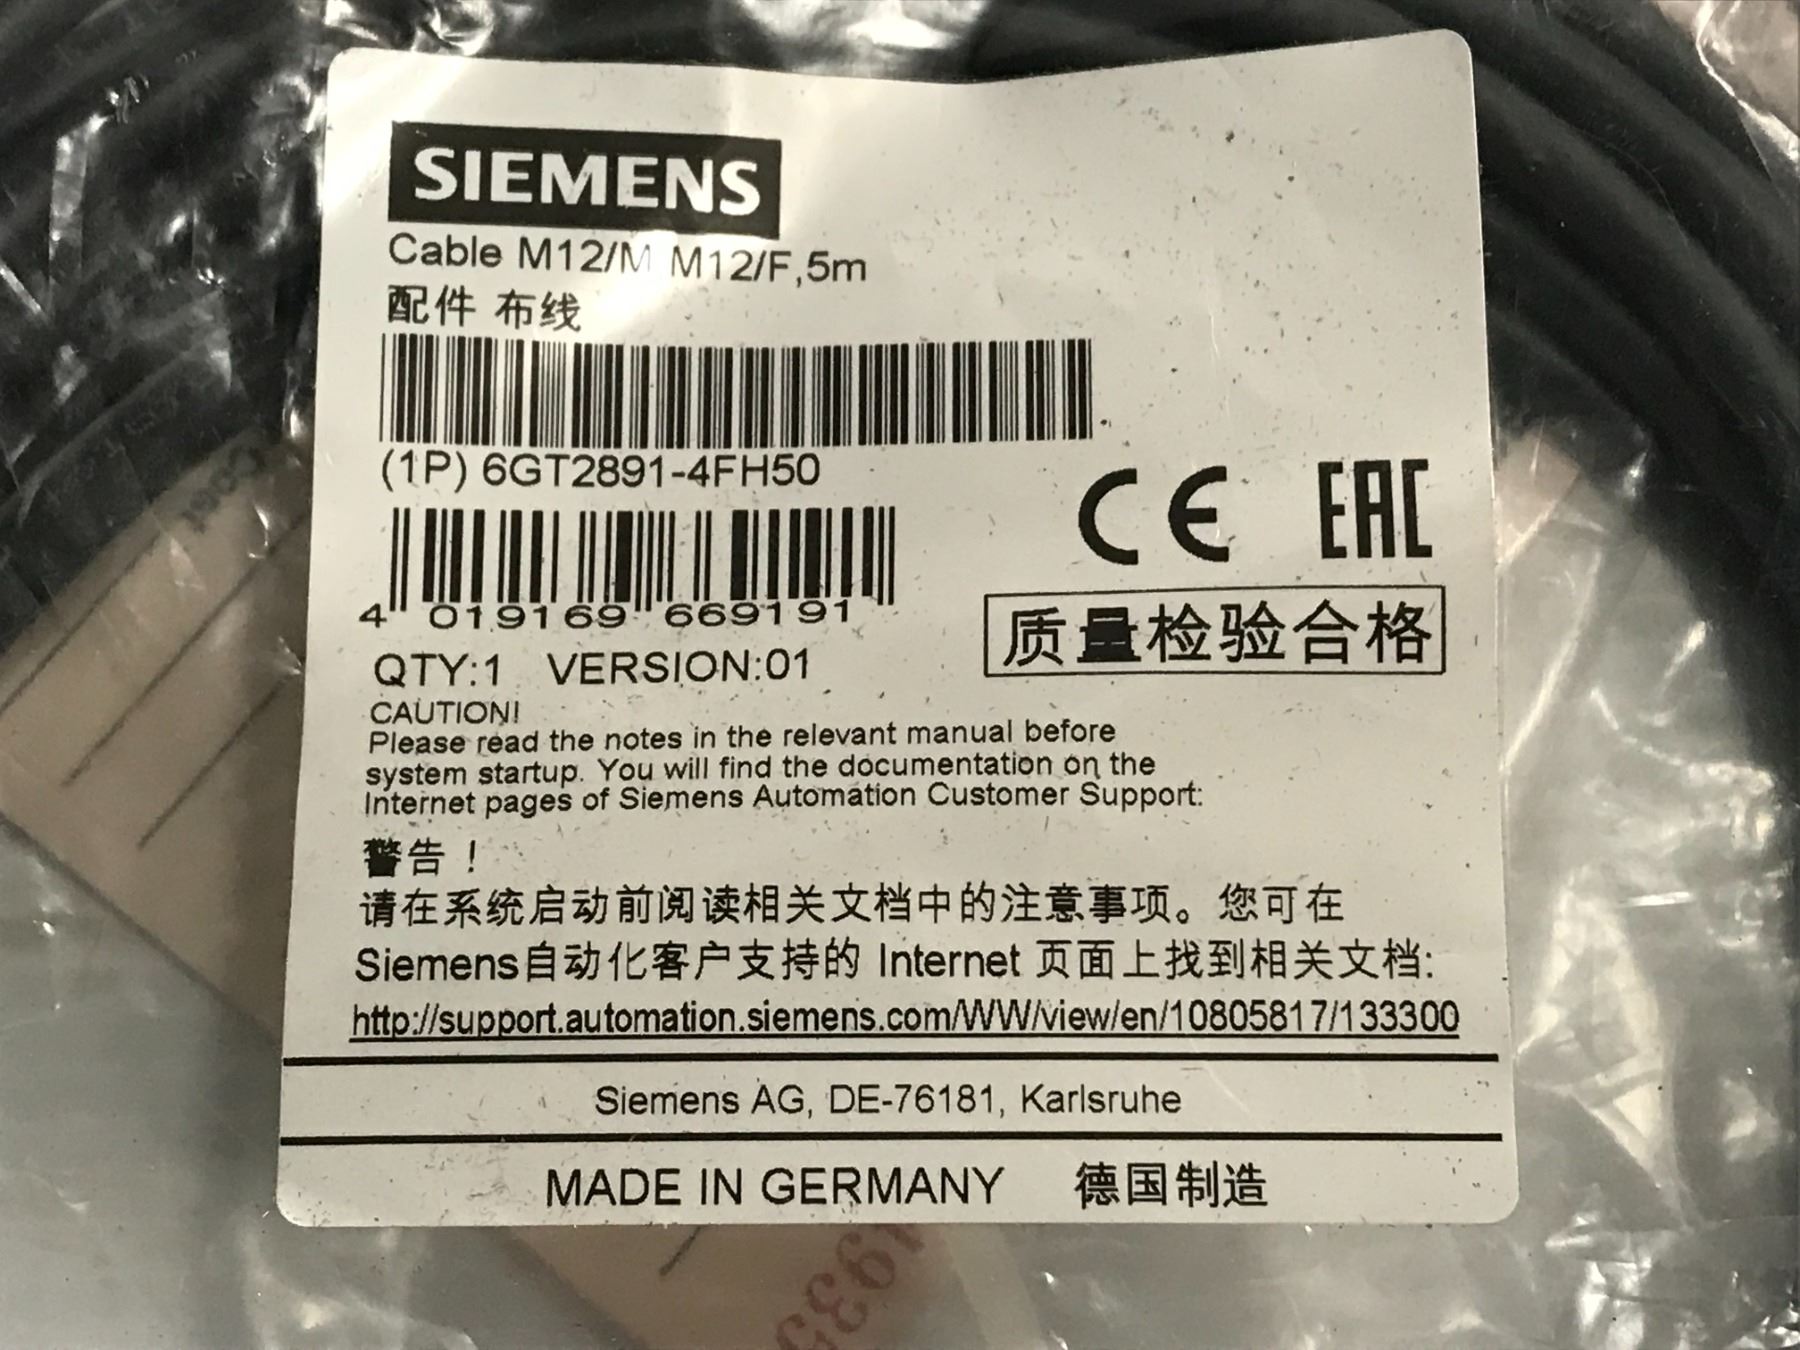 SIEMENS
Cable M12/M M12/F,5m
配件 布线
(1P) 6GT2891-4FH50
4 019169 669191
CE EAC
质量检验合格
QTY:1 VERSION:01
CAUTION!
Please read the notes in the relevant manual before
system startup. You will find the documentation on the
Internet pages of Siemens Automation Customer Support:
警告！
请在系统启动前阅读相关文档中的注意事项。您可在
Siemens自动化客户支持的 Internet 页面上找到相关文档:
http://support.automation.siemens.com/WW/view/en/10805817/133300
Siemens AG, DE-76181, Karlsruhe
MADE IN GERMANY 德国制造